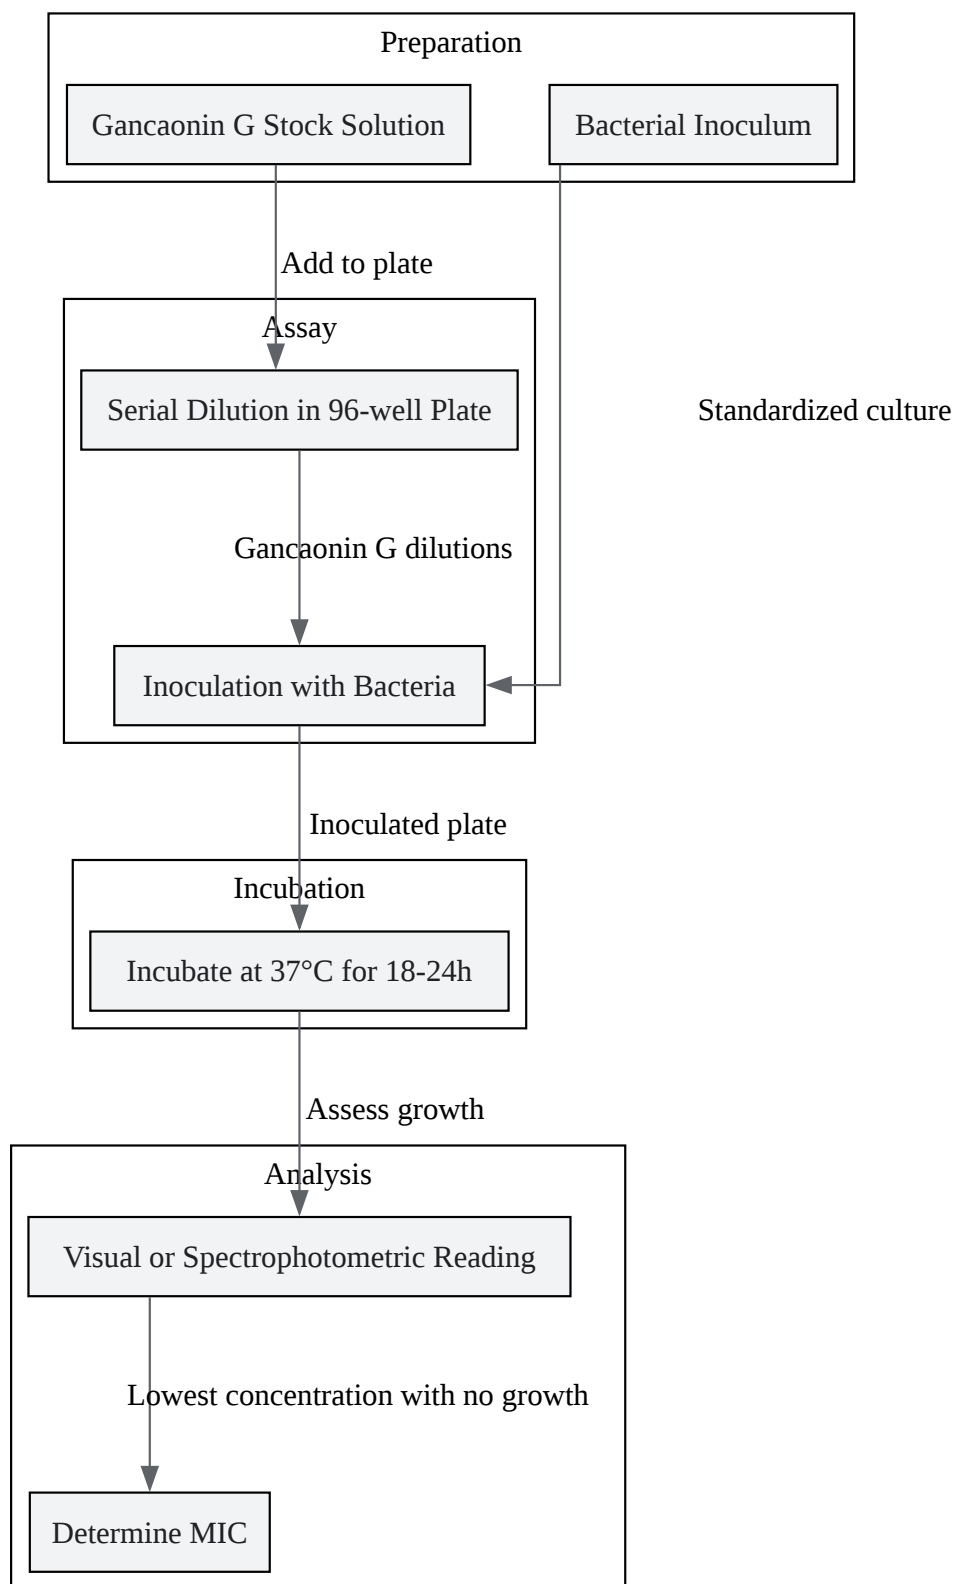 Preparation
Gancaonin G Stock Solution
Bacterial Inoculum
Add to plate
Assay
Serial Dilution in 96-well Plate
Standardized culture
Gancaonin G dilutions
Inoculation with Bacteria
Inoculated plate
Incubation
Incubate at 37°C for 18-24h
Assess growth
Analysis
Visual or Spectrophotometric Reading
Lowest concentration with no growth
Determine MIC